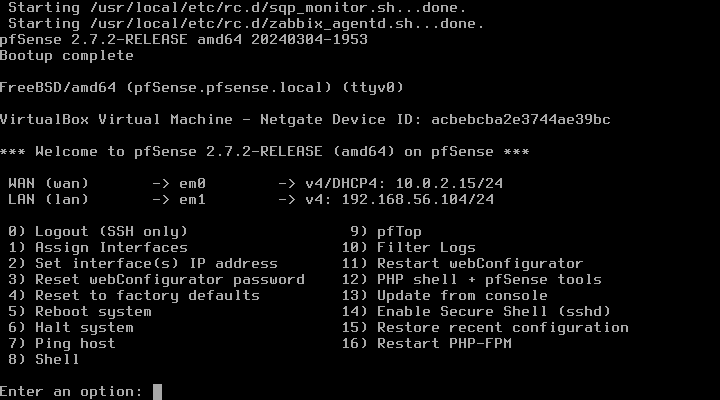 Starting /usr/local/etc/rc.d/sqp_monitor.sh...done.
Starting /usr/local/etc/rc.d/zabbix_agentd.sh...done.
pfSense 2.7.2-RELEASE amd64 20240304-1953
Bootup complete
FreeBSD/amd64 (pfSense.pfsense.local) (ttyv0)
VirtualBox Virtual Machine - Netgate Device ID: acbebcba2e3744ae39bc
*** Welcome to pfSense 2.7.2-RELEASE (amd64) on pfSense ***
WAN (wan) -> em0 -> v4/DHCP4: 10.0.2.15/24
LAN (lan) -> em1 -> v4: 192.168.56.104/24
0) Logout (SSH only) 9) pfTop
1) Assign Interfaces 10) Filter Logs
2) Set interface(s) IP address 11) Restart webConfigurator
3) Reset webConfigurator password 12) PHP shell + pfSense tools
4) Reset to factory defaults 13) Update from console
5) Reboot system 14) Enable Secure Shell (sshd)
6) Halt system 15) Restore recent configuration
7) Ping host 16) Restart PHP-FPM
8) Shell
Enter an option: